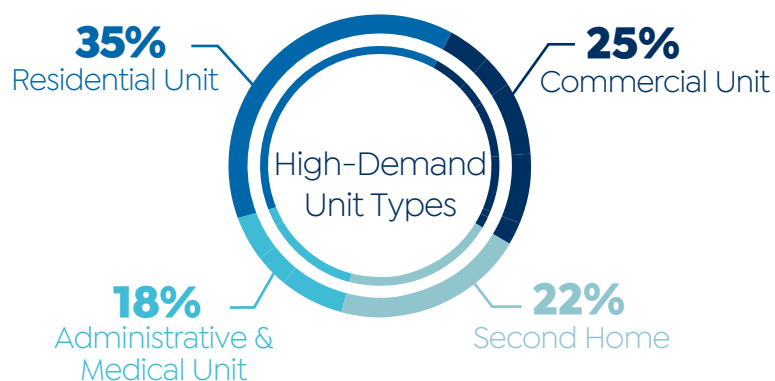 35%
Residential Unit
25%
Commercial Unit
High-Demand
Unit Types
18%
Administrative &
Medical Unit
22%
Second Home